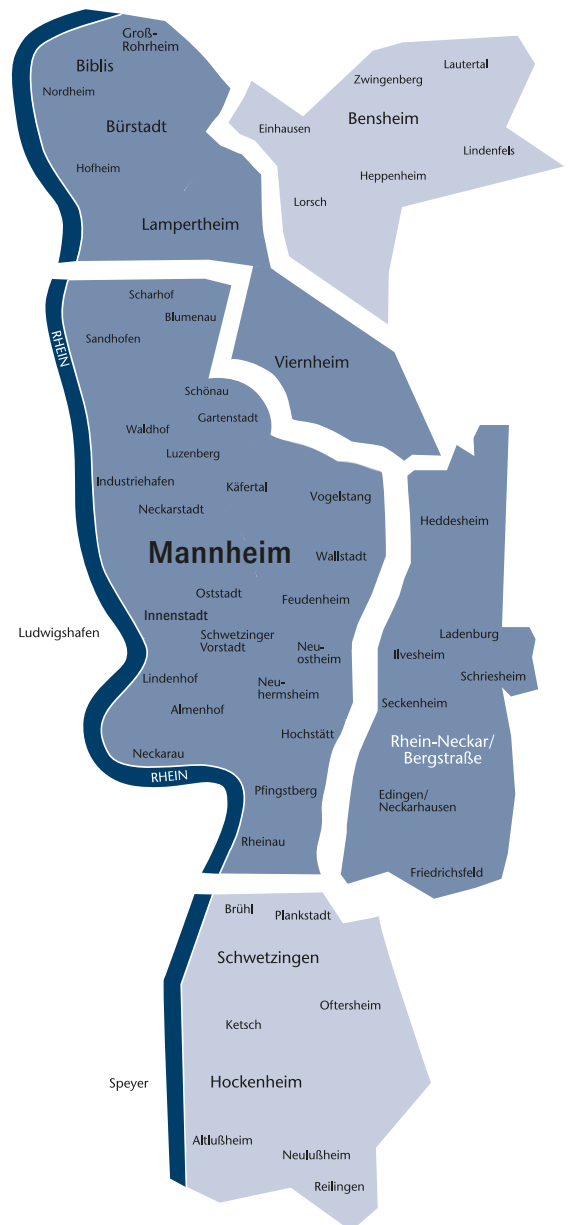 Groß-
Rohrheim
Biblis
Nordheim
Bürstadt
Hofheim
Lampertheim
Lautertal
Zwingenberg
Bensheim
Einhausen
Lindenfels
Heppenheim
Lorsch
Scharhof
Blumenau
RHEIN
Sandhofen
Viernheim
Schönau
Gartenstadt
Waldhof
Luzenberg
Industriehafen
Käfertal
Vogelstang
Neckarstadt
Heddesheim
Mannheim
Wallstadt
Oststadt
Feudenheim
Innenstadt
Ludwigshafen
Schwetzinger
Vorstadt
Neu-
ostheim
Ladenburg
Ilvesheim
Schriesheim
Lindenhof
Neu-
hermsheim
Seckenheim
Almenhof
Hochstätt
Rhein-Neckar/
Bergstraße
Neckarau
RHEIN
Pfingstberg
Edingen/
Neckarhausen
Rheinau
Friedrichsfeld
Brühl
Plankstadt
Schwetzingen
Oftersheim
Ketsch
Speyer
Hockenheim
Altlußheim
Neulußheim
Reilingen